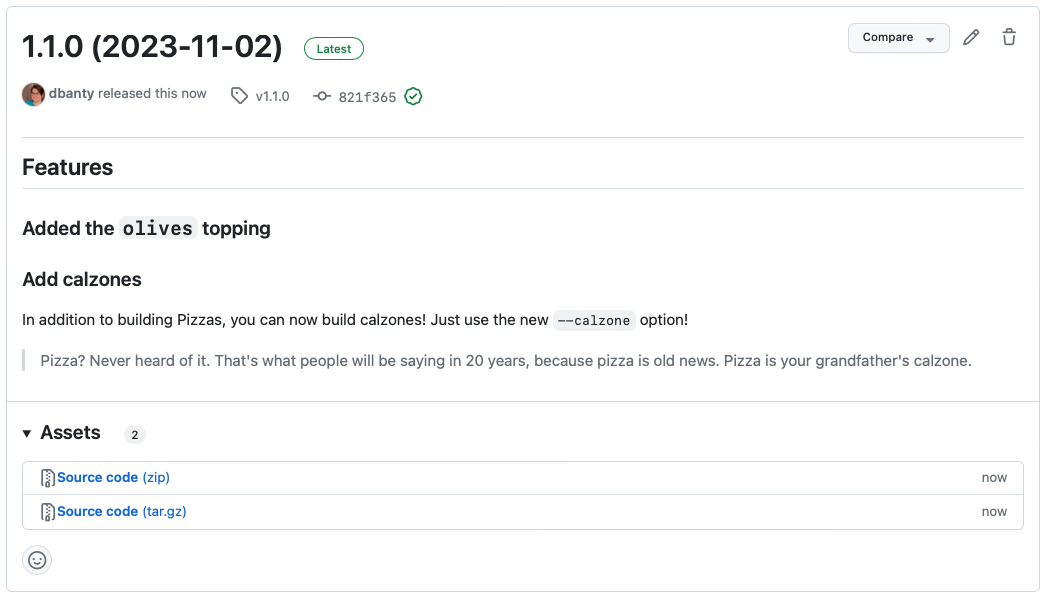 1.1.0 (2023-11-02) Latest Compare
dbanty released this now v1.1.0 821f365
Features
Added the olives topping
Add calzones
In addition to building Pizzas, you can now build calzones! Just use the new --calzone option!
Pizza? Never heard of it. That's what people will be saying in 20 years, because pizza is old news. Pizza is your grandfather's calzone.
Assets 2
Source code (zip) now
Source code (tar.gz) now